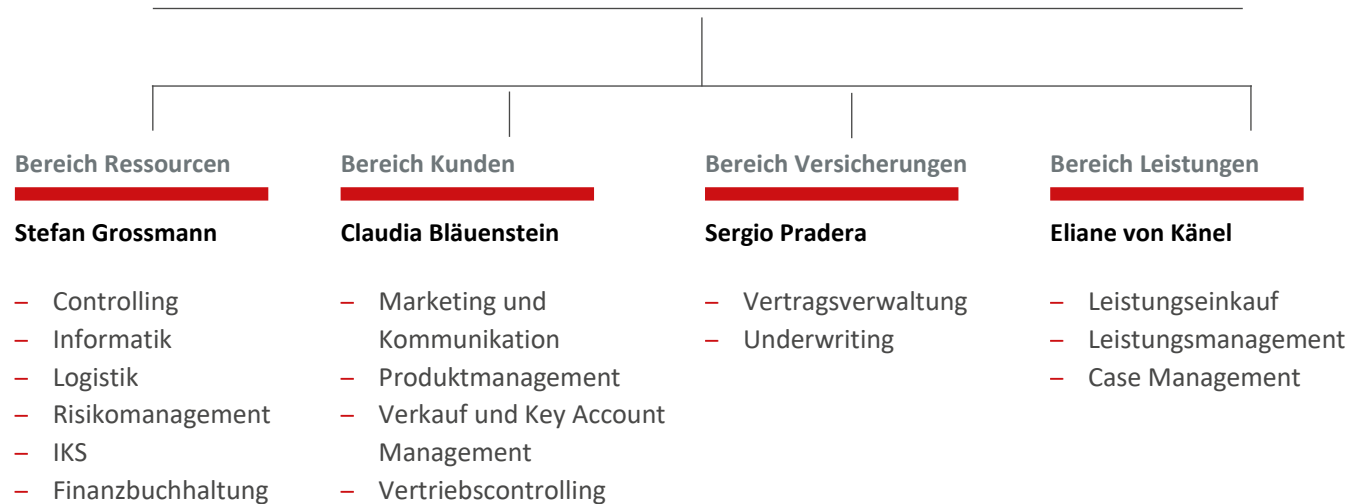 Bereich Ressourcen
Stefan Grossmann
– Controlling
– Informatik
– Logistik
– Risikomanagement
– IKS
– Finanzbuchhaltung
Bereich Kunden
Claudia Bläuenstein
– Marketing und
Kommunikation
– Produktmanagement
– Verkauf und Key Account
Management
– Vertriebscontrolling
Bereich Versicherungen
Sergio Pradera
– Vertragsverwaltung
– Underwriting
Bereich Leistungen
Eliane von Känel
– Leistungseinkauf
– Leistungsmanagement
– Case Management